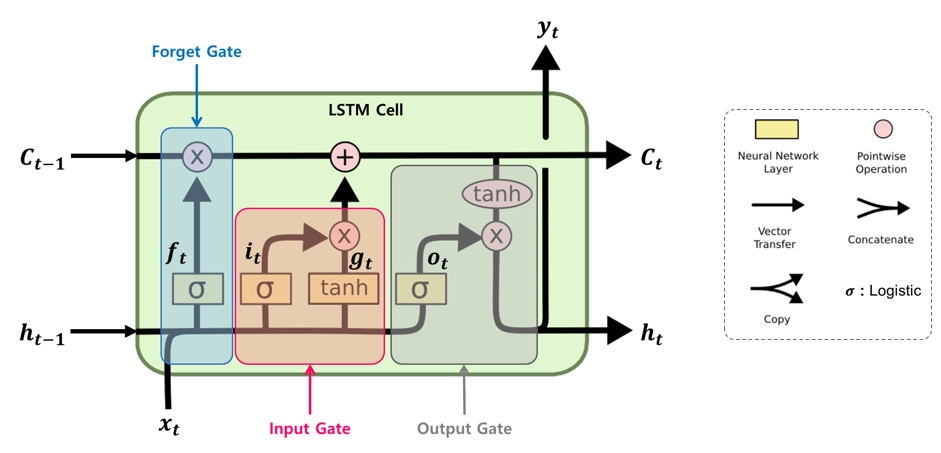 y_t
Forget Gate
LSTM Cell
C_{t-1}
x
+
C_t
tanh
f_t
i_t
x
g_t
o_t
x
σ
σ
tanh
σ
h_{t-1}
h_t
x_t
Input Gate
Output Gate
Neural Network
Layer
Pointwise
Operation
Vector
Transfer
Concatenate
Copy
σ : Logistic